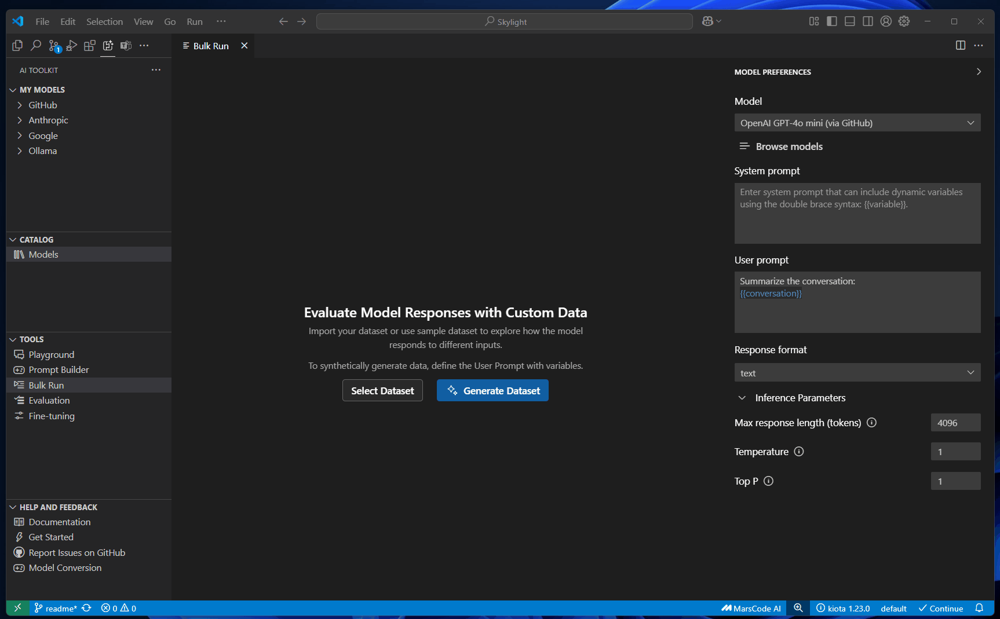 File Edit Selection View Go Run ···
Skylight
1
Bulk Run
AI TOOLKIT
MY MODELS
GitHub
Anthropic
Google
Ollama
CATALOG
Models
TOOLS
Playground
Prompt Builder
Bulk Run
Evaluation
Fine-tuning
HELP AND FEEDBACK
Documentation
Get Started
Report Issues on GitHub
Model Conversion
Evaluate Model Responses with Custom Data
Import your dataset or use sample dataset to explore how the model
responds to different inputs.
To synthetically generate data, define the User Prompt with variables.
Select Dataset
Generate Dataset
MODEL PREFERENCES
Model
OpenAI GPT-4o mini (via GitHub)
Browse models
System prompt
Enter system prompt that can include dynamic variables
using the double brace syntax: {{variable}}.
User prompt
Summarize the conversation:
{{conversation}}
Response format
text
Inference Parameters
Max response length (tokens) 4096
Temperature 1
Top P 1
readme* 0 0
MarsCode AI kiota 1.23.0 default Continue